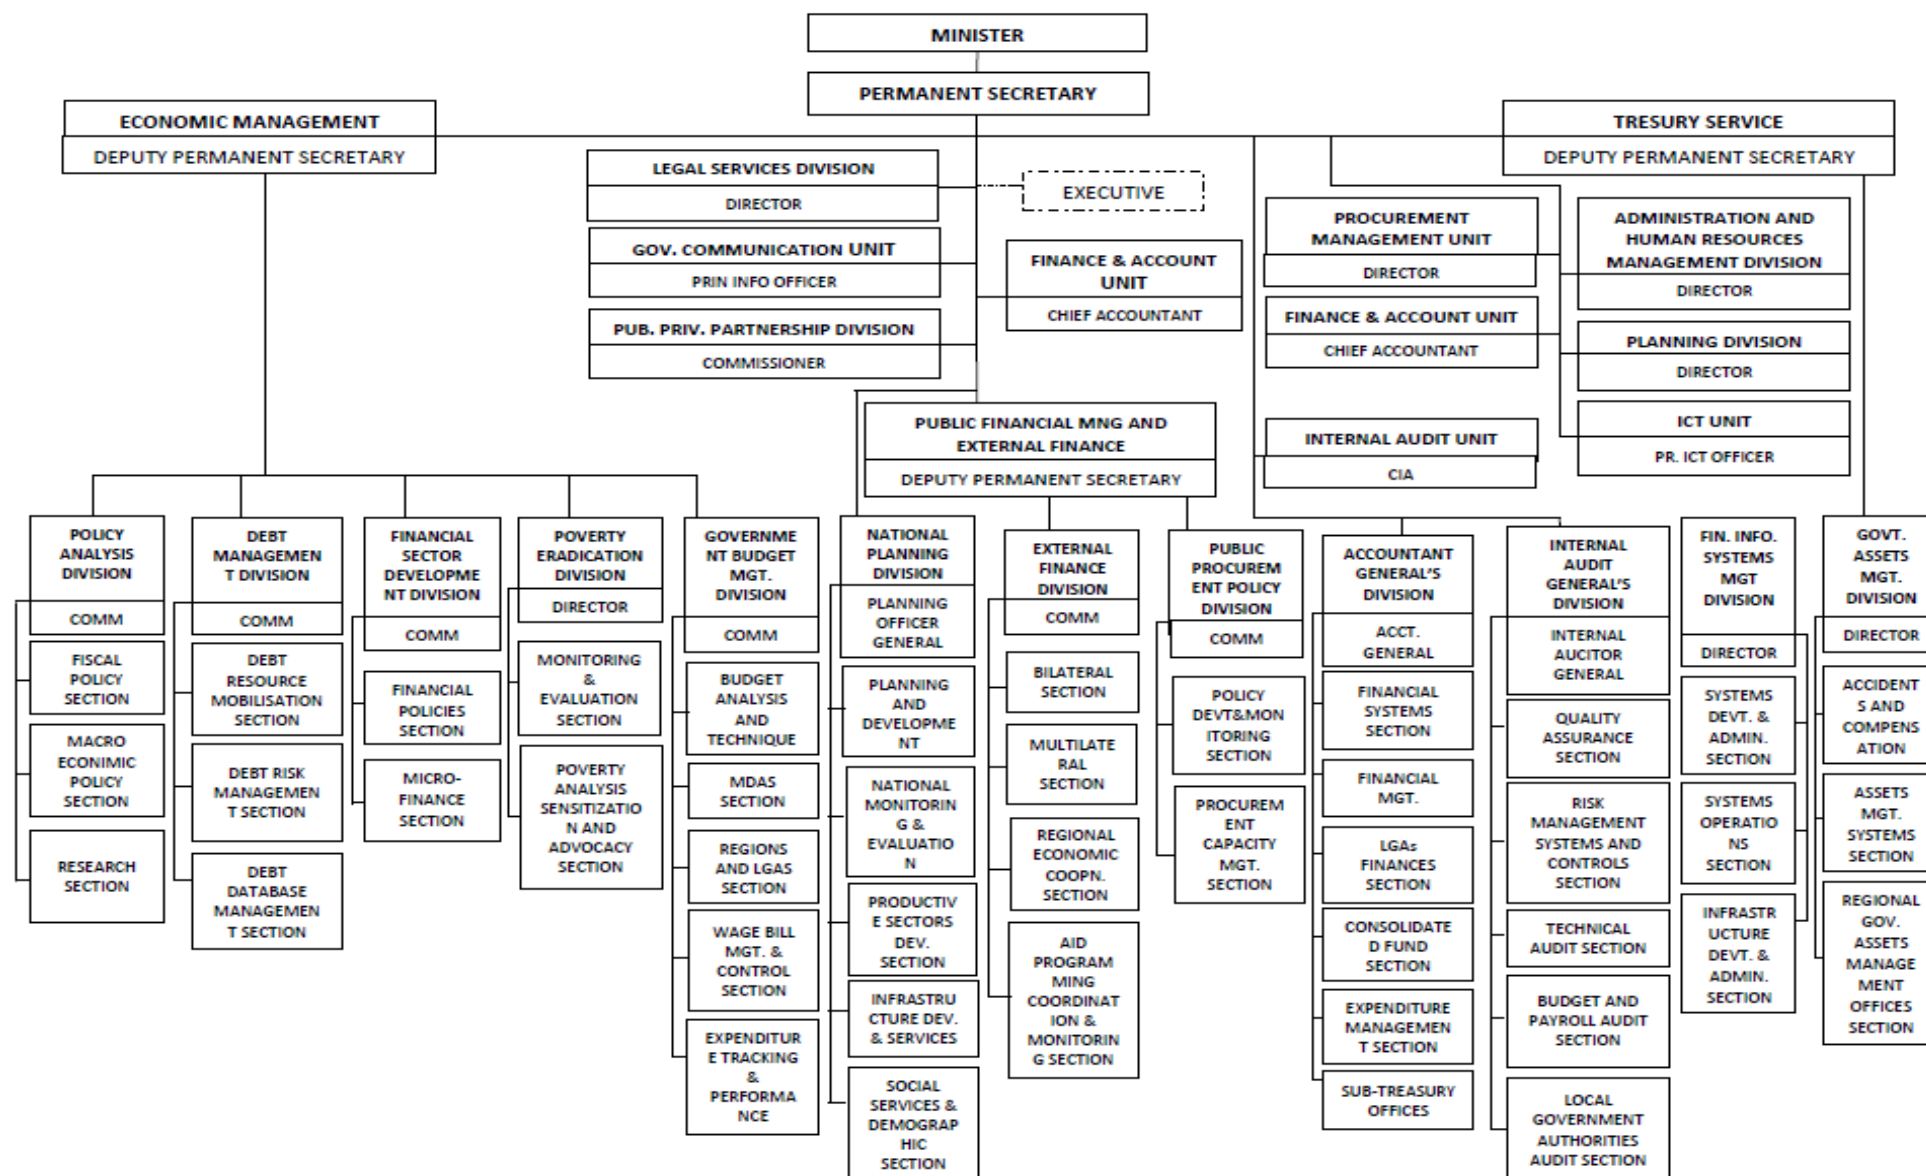 MINISTER
PERMANENT SECRETARY
ECONOMIC MANAGEMENT
DEPUTY PERMANENT SECRETARY
TRESURY SERVICE
DEPUTY PERMANENT SECRETARY
LEGAL SERVICES DIVISION
DIRECTOR
EXECUTIVE
GOV. COMMUNICATION UNIT
PRIN INFO OFFICER
FINANCE & ACCOUNT
UNIT
CHIEF ACCOUNTANT
PUB. PRIV. PARTNERSHIP DIVISION
COMMISSIONER
PROCUREMENT
MANAGEMENT UNIT
DIRECTOR
ADMINISTRATION AND
HUMAN RESOURCES
MANAGEMENT DIVISION
DIRECTOR
FINANCE & ACCOUNT UNIT
CHIEF ACCOUNTANT
PLANNING DIVISION
DIRECTOR
PUBLIC FINANCIAL MNG AND
EXTERNAL FINANCE
DEPUTY PERMANENT SECRETARY
INTERNAL AUDIT UNIT
CIA
ICT UNIT
PR. ICT OFFICER
POLICY
ANALYSIS
DIVISION
COMM
FISCAL
POLICY
SECTION
MACRO
ECONIMIC
POLICY
SECTION
RESEARCH
SECTION
DEBT
MANAGEMEN
T DIVISION
COMM
DEBT
RESOURCE
MOBILISATION
SECTION
DEBT RISK
MANAGEMEN
T SECTION
DEBT
DATABASE
MANAGEMEN
T SECTION
FINANCIAL
SECTOR
DEVELOPME
NT DIVISION
COMM
FINANCIAL
POLICIES
SECTION
MICRO-
FINANCE
SECTION
POVERTY
ERADICATION
DIVISION
DIRECTOR
MONITORING
&
EVALUATION
SECTION
POVERTY
ANALYSIS
SENSITIZATIO
N AND
ADVOCACY
SECTION
GOVERNME
NT BUDGET
MGT.
DIVISION
COMM
BUDGET
ANALYSIS
AND
TECHNIQUE
MDAS
SECTION
REGIONS
AND LGAS
SECTION
WAGE BILL
MGT. &
CONTROL
SECTION
EXPENDITUR
E TRACKING
&
PERFORMA
NCE
NATIONAL
PLANNING
DIVISION
PLANNING
OFFICER
GENERAL
PLANNING
AND
DEVELOPME
NT
NATIONAL
MONITORIN
G &
EVALUATIO
N
PRODUCTIV
E SECTORS
DEV.
SECTION
INFRASTRU
CTURE DEV.
& SERVICES
SOCIAL
SERVICES &
DEMOGRAP
HIC
SECTION
EXTERNAL
FINANCE
DIVISION
COMM
BILATERAL
SECTION
MULTILATE
RAL
SECTION
REGIONAL
ECONOMIC
COOPN.
SECTION
AID
PROGRAM
MING
COORDINAT
ION &
MONITORIN
G SECTION
PUBLIC
PROCUREM
ENT POLICY
DIVISION
COMM
POLICY
DEVT&MON
ITORING
SECTION
PROCUREM
ENT
CAPACITY
MGT.
SECTION
ACCOUNTANT
GENERAL'S
DIVISION
ACCT.
GENERAL
FINANCIAL
SYSTEMS
SECTION
FINANCIAL
MGT.
LGAs
FINANCES
SECTION
CONSOLIDATE
D FUND
SECTION
EXPENDITURE
MANAGEMEN
T SECTION
SUB-TREASURY
OFFICES
INTERNAL
AUDIT
GENERAL'S
DIVISION
INTERNAL
AUCITOR
GENERAL
QUALITY
ASSURANCE
SECTION
RISK
MANAGEMENT
SYSTEMS AND
CONTROLS
SECTION
TECHNICAL
AUDIT SECTION
BUDGET AND
PAYROLL AUDIT
SECTION
LOCAL
GOVERNMENT
AUTHORITIES
AUDIT SECTION
FIN. INFO.
SYSTEMS
MGT
DIVISION
DIRECTOR
SYSTEMS
DEVT. &
ADMIN.
SECTION
SYSTEMS
OPERATIO
NS
SECTION
INFRASTR
UCTURE
DEVT. &
ADMIN.
SECTION
GOVT.
ASSETS
MGT.
DIVISION
DIRECTOR
ACCIDENT
S AND
COMPENS
ATION
ASSETS
MGT.
SYSTEMS
SECTION
REGIONAL
GOV.
ASSETS
MANAGE
MENT
OFFICES
SECTION